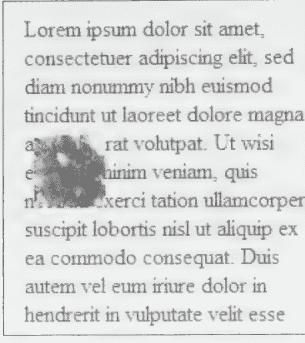 Lorem ipsum dolor sit amet,
consectetuer adipiscing elit, sed
diam nonummy nibh euismod
tincidunt ut laoreet dolore magna
volutpat. Ut wisi
veniam, quis
tation ullamcorper
suscipit lobortis nisl ut aliquip ex
ea commodo consequat. Duis
autem vel eum iriure dolor in
hendrerit in vulputate velit esse